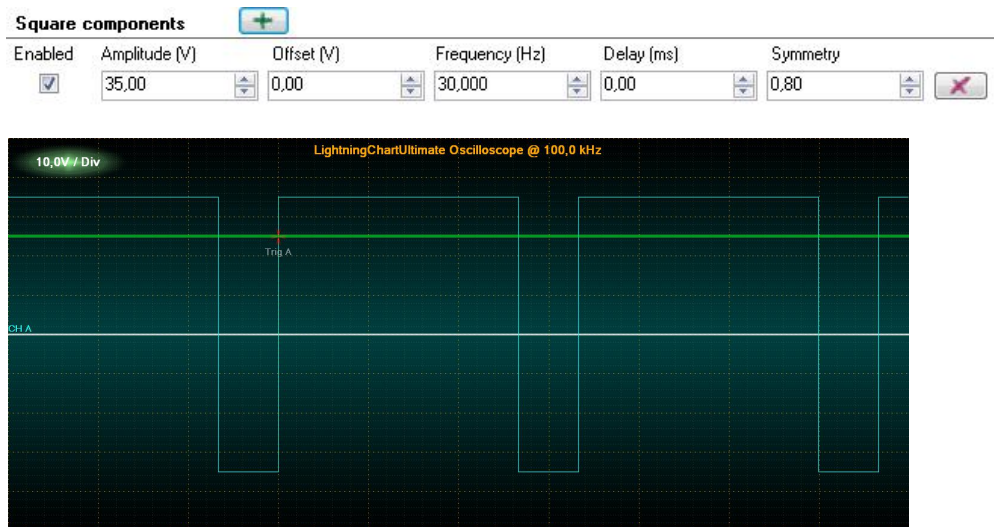 Square components
Enabled Amplitude (V) Offset (V) Frequency (Hz) Delay (ms) Symmetry
35,00 0,00 30,000 0,00 0,80
LightningChartUltimate Oscilloscope @ 100,0 kHz
10,0V / Div
Trig A
CH A